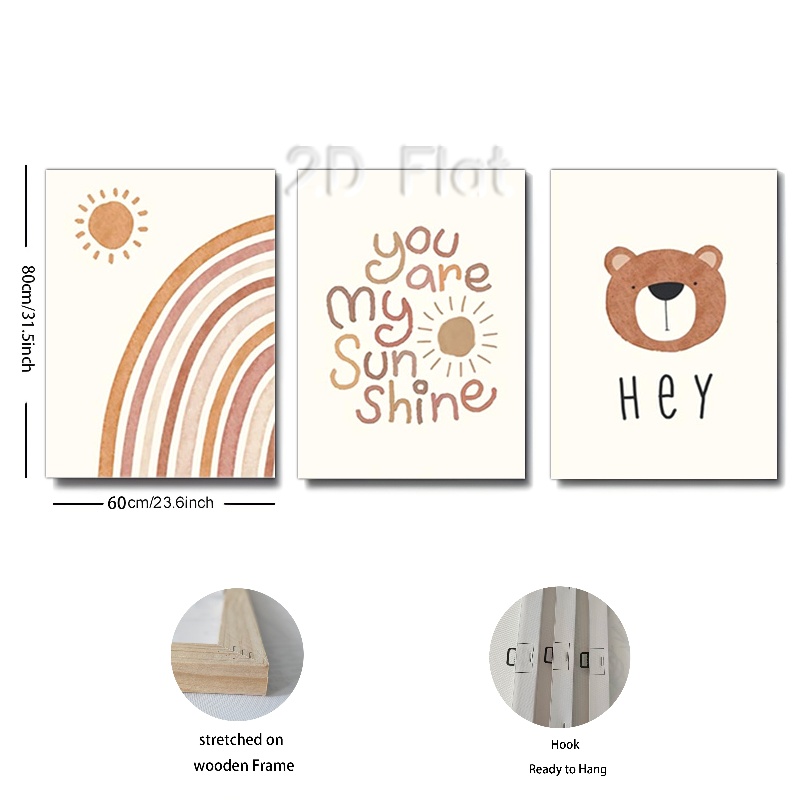 2D Flat
80cm/31.5inch
you
are
My
Sun
shine
HeY
60cm/23.6inch
stretched on
wooden Frame
Hook
Ready to Hang